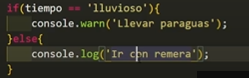 if(tiempo == 'lluvioso'){
console.warn('Llevar paraguas');
}else{
console.log('Ir con remera');
}